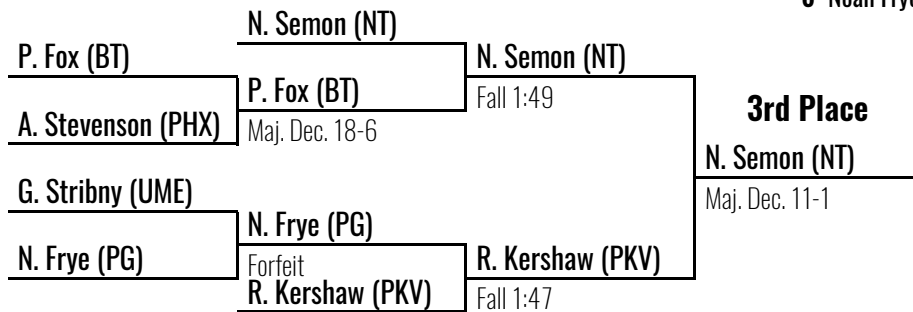 N. Semon (NT)
P. Fox (BT)
N. Semon (NT)
P. Fox (BT)
Fall 1:49
A. Stevenson (PHX)
Maj. Dec. 18-6
3rd Place
N. Semon (NT)
G. Stribny (UME)
Maj. Dec. 11-1
N. Frye (PG)
N. Frye (PG)
Forfeit
R. Kershaw (PKV)
R. Kershaw (PKV)
Fall 1:47